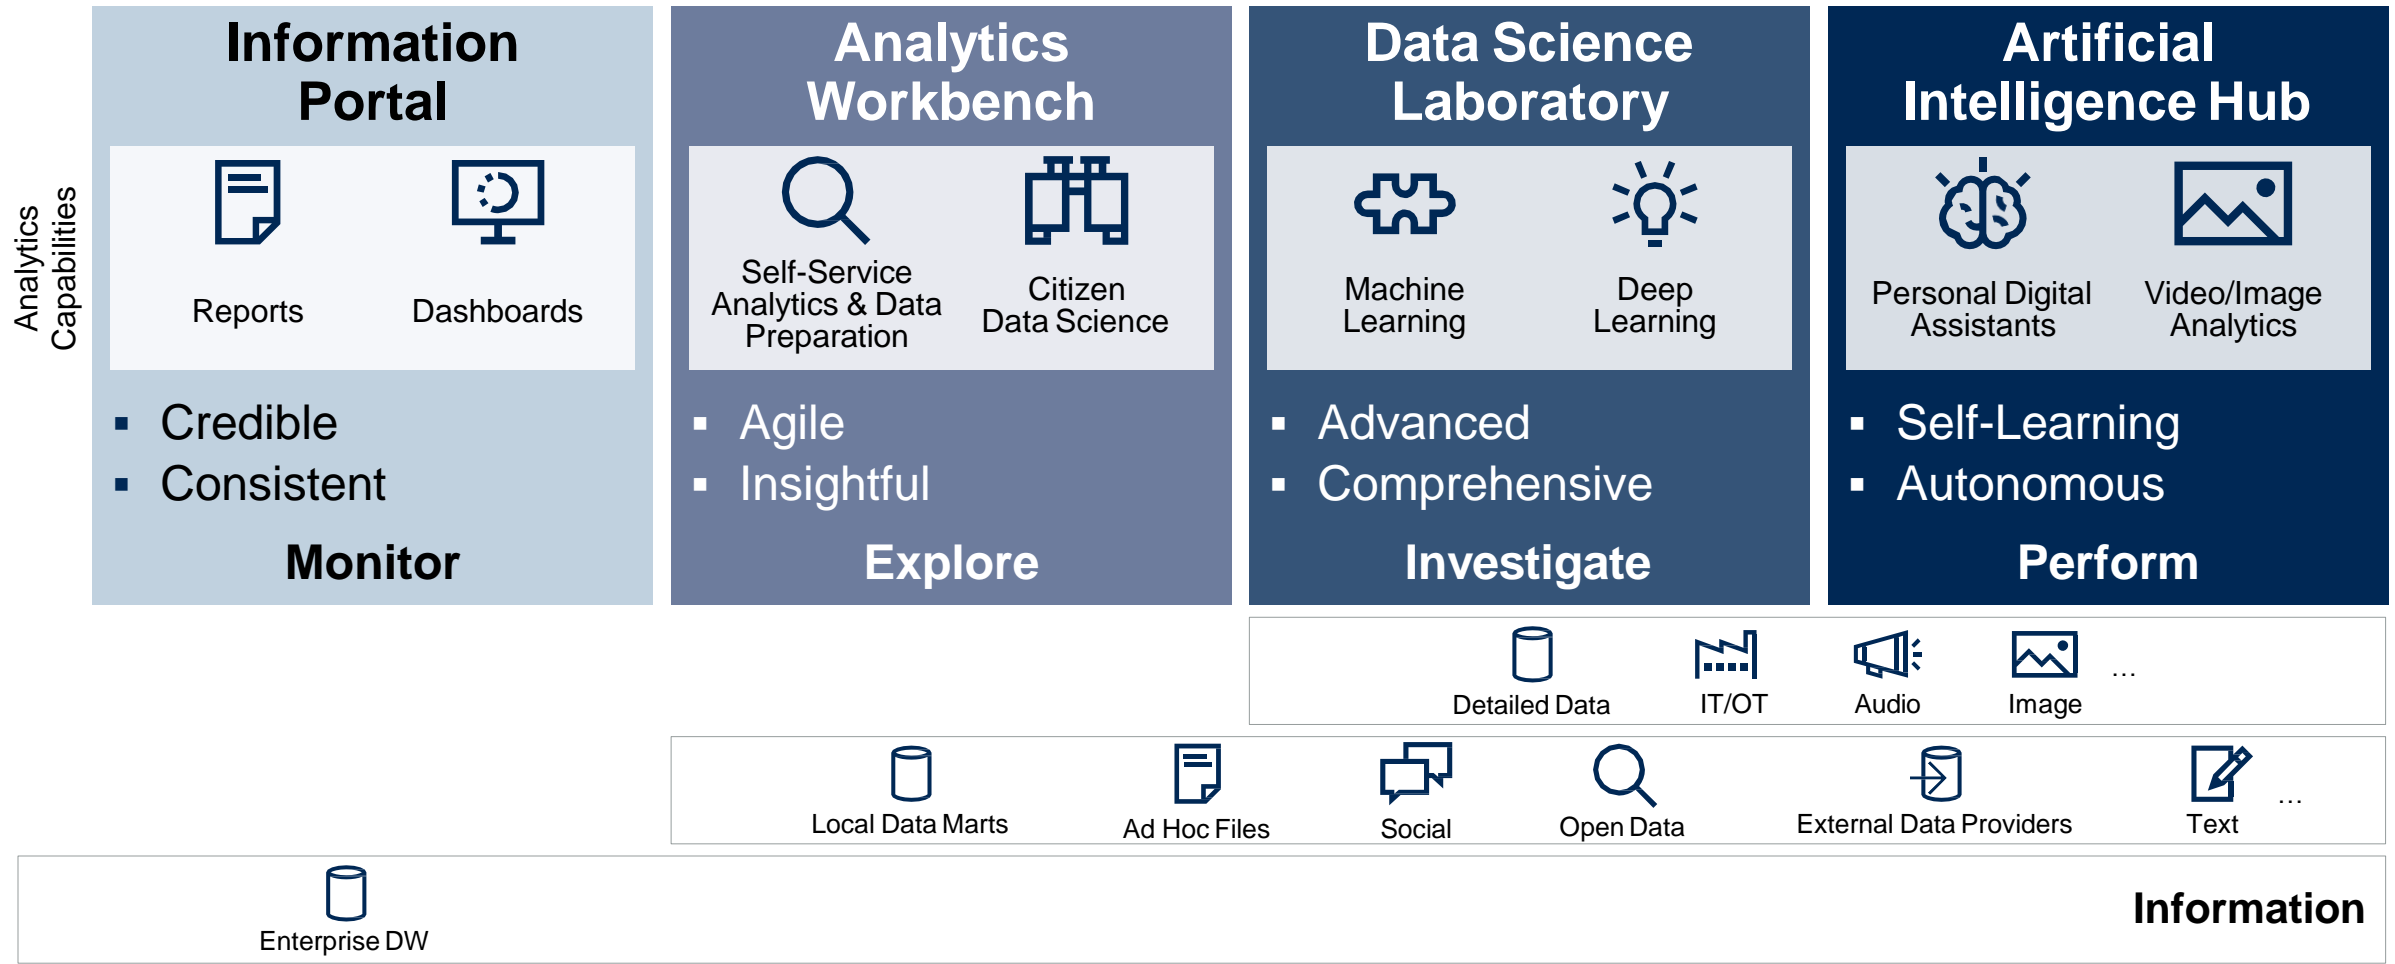 Information
Portal
Analytics
Workbench
Data Science
Laboratory
Artificial
Intelligence Hub
Analytics
Capabilities
Reports
Dashboards
Self-Service
Analytics & Data
Preparation
Citizen
Data Science
Machine
Learning
Deep
Learning
Personal Digital
Assistants
Video/Image
Analytics
▪ Credible
▪ Consistent
Monitor
▪ Agile
▪ Insightful
Explore
▪ Advanced
▪ Comprehensive
Investigate
▪ Self-Learning
▪ Autonomous
Perform
Detailed Data
IT/OT
Audio
Image
...
Local Data Marts
Ad Hoc Files
Social
Open Data
External Data Providers
Text
...
Enterprise DW
Information